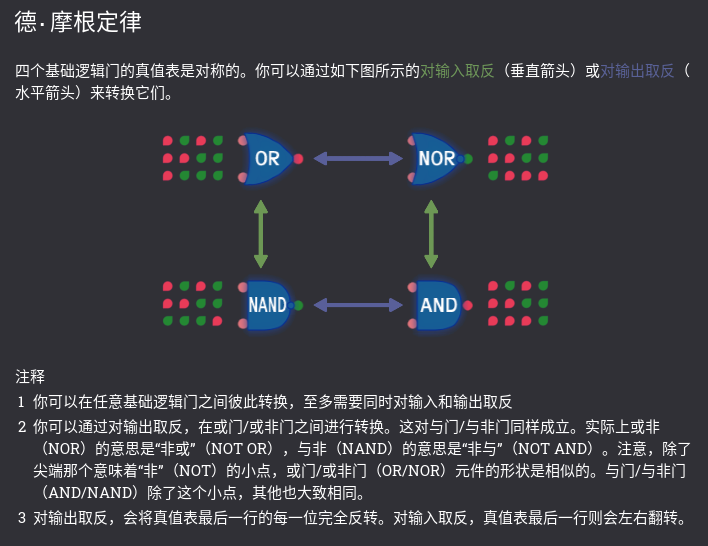 德·摩根定律
四个基础逻辑门的真值表是对称的。你可以通过如下图所示的对输入取反（垂直箭头）或对输出取反（
水平箭头）来转换它们。
OR
NOR
NAND
AND
注释
1 你可以在任意基础逻辑门之间彼此转换，至多需要同时对输入和输出取反
2 你可以通过对输出取反，在或门/或非门之间进行转换。这对与门/与非门同样成立。实际上或非
（NOR）的意思是“非或”（NOT OR），与非（NAND）的意思是“非与”（NOT AND）。注意，除了
尖端那个意味着“非”（NOT）的小点，或门/或非门（OR/NOR）元件的形状是相似的。与门/与非门
（AND/NAND）除了这个小点，其他也大致相同。
3 对输出取反，会将真值表最后一行的每一位完全反转。对输入取反，真值表最后一行则会左右翻转。